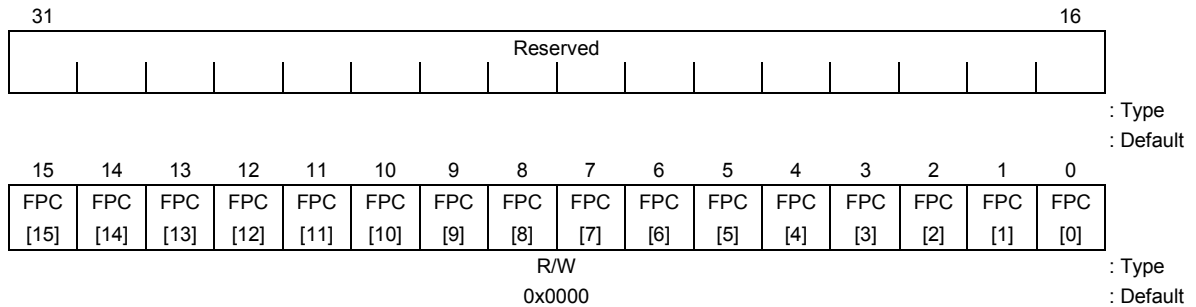 31 16
Reserved
: Type
: Default
15 14 13 12 11 10 9 8 7 6 5 4 3 2 1 0
FPC FPC FPC FPC FPC FPC FPC FPC FPC FPC FPC FPC FPC FPC FPC FPC
[15] [14] [13] [12] [11] [10] [9] [8] [7] [6] [5] [4] [3] [2] [1] [0]
R/W : Type
0x0000 : Default